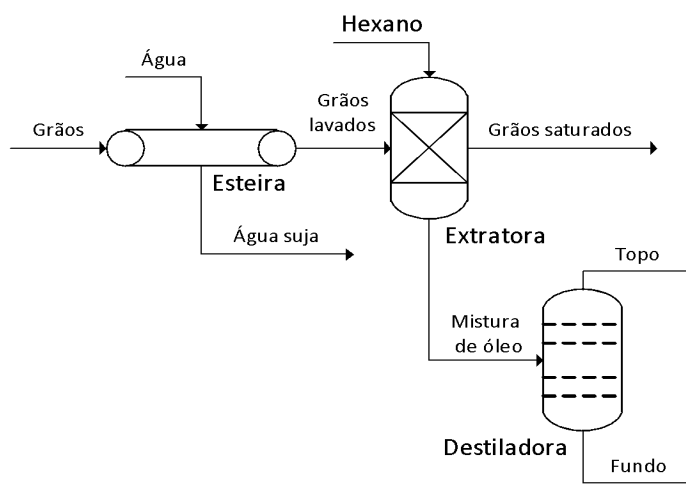 Hexano
Água
Grãos
Grãos
lavados
Grãos saturados
Esteira
Água suja
Extratora
Topo
Mistura
de óleo
Destiladora
Fundo